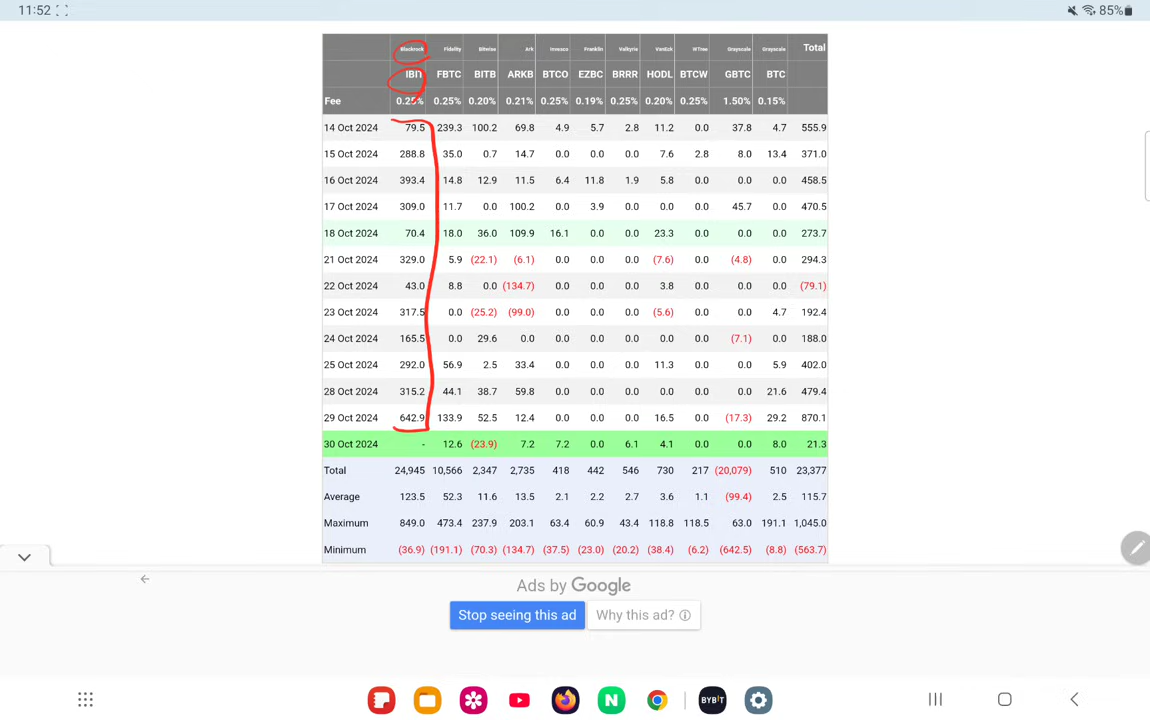 11:52 85%
Blackrock Fidelity Bitwise Ark Invesco Franklin Valkyrie VanEck WTree Grayscale Grayscale Total
IBIT FBTC BITB ARKB BTCO EZBC BRRR HODL BTCW GBTC BTC
Fee 0.25% 0.25% 0.20% 0.21% 0.25% 0.19% 0.25% 0.20% 0.25% 1.50% 0.15%
14 Oct 2024 79.5 239.3 100.2 69.8 4.9 5.7 2.8 11.2 0.0 37.8 4.7 555.9
15 Oct 2024 288.8 35.0 0.7 14.7 0.0 0.0 0.0 7.6 2.8 8.0 13.4 371.0
16 Oct 2024 393.4 14.8 12.9 11.5 6.4 11.8 1.9 5.8 0.0 0.0 0.0 458.5
17 Oct 2024 309.0 11.7 0.0 100.2 0.0 3.9 0.0 0.0 0.0 45.7 0.0 470.5
18 Oct 2024 70.4 18.0 36.0 109.9 16.1 0.0 0.0 23.3 0.0 0.0 0.0 273.7
21 Oct 2024 329.0 5.9 (22.1) (6.1) 0.0 0.0 0.0 (7.6) 0.0 (4.8) 0.0 294.3
22 Oct 2024 43.0 8.8 0.0 (134.7) 0.0 0.0 0.0 3.8 0.0 0.0 0.0 (79.1)
23 Oct 2024 317.5 0.0 (25.2) (99.0) 0.0 0.0 0.0 (5.6) 0.0 0.0 4.7 192.4
24 Oct 2024 165.5 0.0 29.6 0.0 0.0 0.0 0.0 0.0 0.0 (7.1) 0.0 188.0
25 Oct 2024 292.0 56.9 2.5 33.4 0.0 0.0 0.0 11.3 0.0 0.0 5.9 402.0
28 Oct 2024 315.2 44.1 38.7 59.8 0.0 0.0 0.0 0.0 0.0 0.0 21.6 479.4
29 Oct 2024 642.9 133.9 52.5 12.4 0.0 0.0 0.0 16.5 0.0 (17.3) 29.2 870.1
30 Oct 2024 - 12.6 (23.9) 7.2 7.2 0.0 6.1 4.1 0.0 0.0 8.0 21.3
Total 24,945 10,566 2,347 2,735 418 442 546 730 217 (20,079) 510 23,377
Average 123.5 52.3 11.6 13.5 2.1 2.2 2.7 3.6 1.1 (99.4) 2.5 115.7
Maximum 849.0 473.4 237.9 203.1 63.4 60.9 43.4 118.8 118.5 63.0 191.1 1,045.0
Minimum (36.9) (191.1) (70.3) (134.7) (37.5) (23.0) (20.2) (38.4) (6.2) (642.5) (8.8) (563.7)
Ads by Google
Stop seeing this ad Why this ad?
N BYBIT